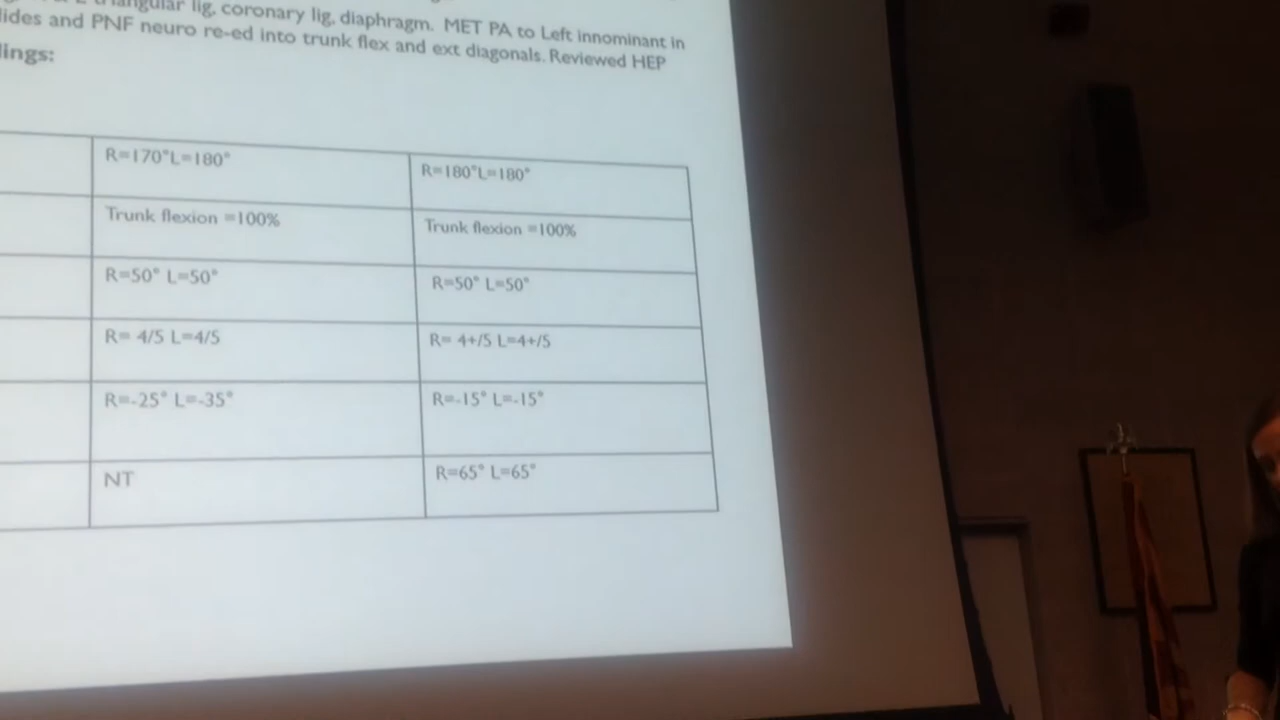 triangular lig, coronary lig, diaphragm. MET PA to Left innominant in
lides and PNF neuro re-ed into trunk flex and ext diagonals. Reviewed HEP
lings:
R=170°L=180° R=180°L=180°
Trunk flexion =100% Trunk flexion =100%
R=50° L=50° R=50° L=50°
R= 4/5 L=4/5 R= 4+/5 L=4+/5
R=-25° L=-35° R=-15° L=-15°
NT R=65° L=65°